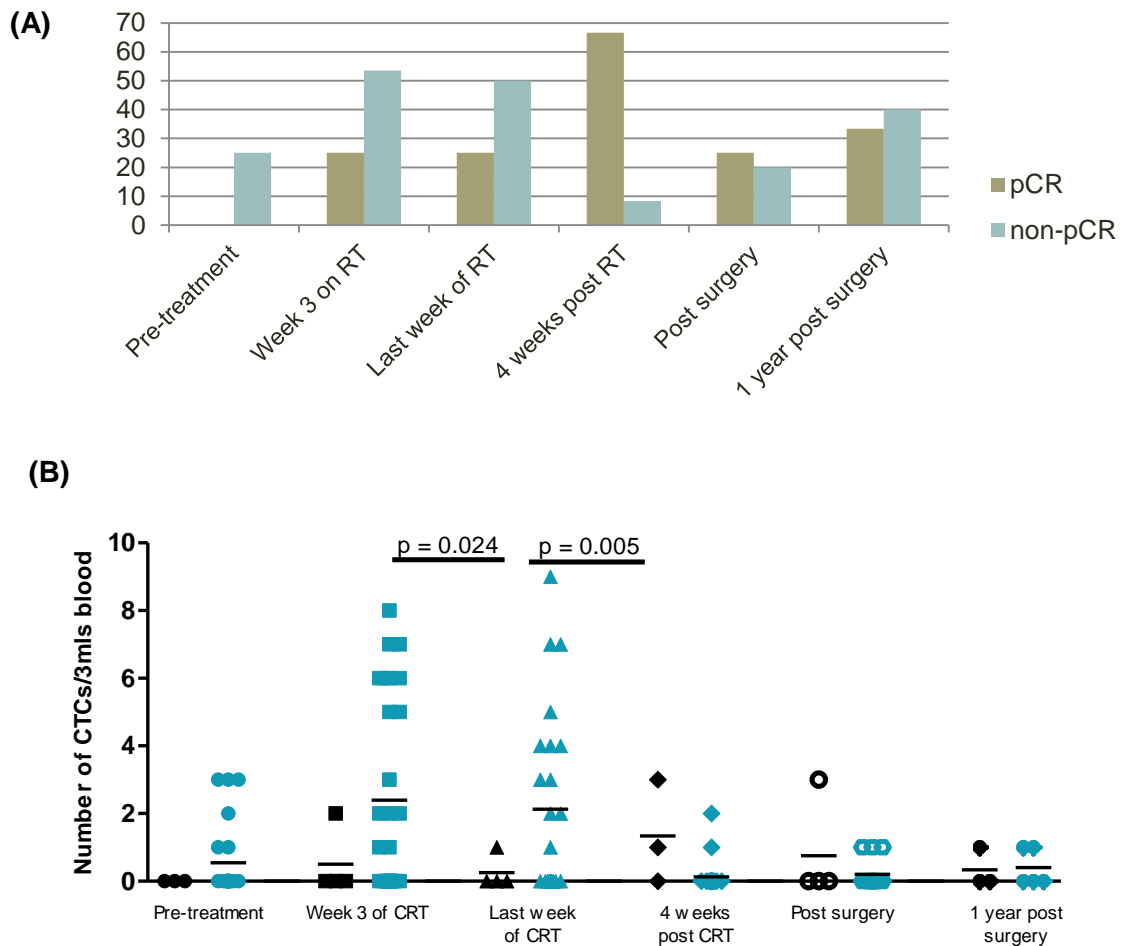 (A)
70
60
50
40
30
20
10
0
Pre-treatment
Week 3 on RT
Last week of RT
4 weeks post RT
Post surgery
1 year post surgery
pCR
non-pCR
(B)
Number of CTCs/3mls blood
10
8
6
4
2
0
p = 0.024
p = 0.005
Pre-treatment
Week 3 of CRT
Last week
of CRT
4 weeks
post CRT
Post surgery
1 year post
surgery